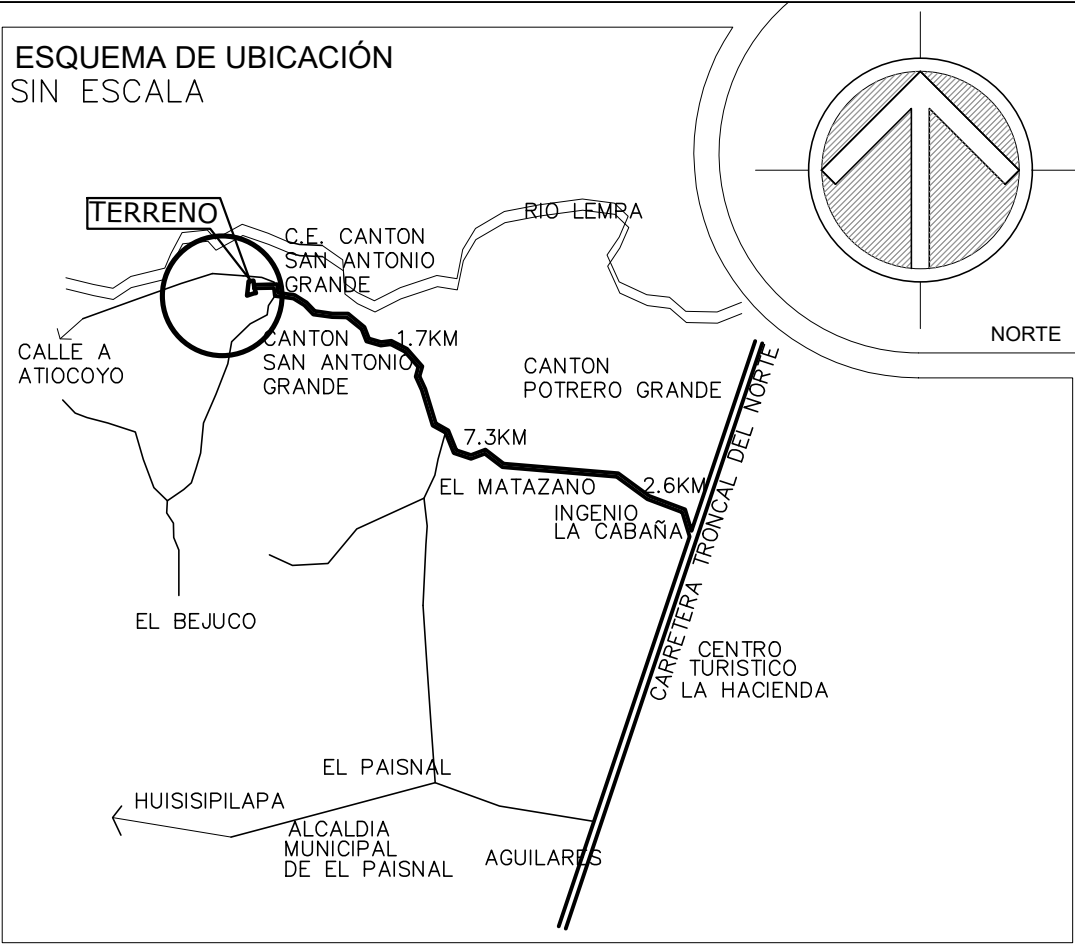 ESQUEMA DE UBICACIÓN
SIN ESCALA
NORTE
TERRENO
RIO LEMPA
C.E. CANTON
SAN ANTONIO
GRANDE
CANTON
SAN ANTONIO
GRANDE
1.7KM
CALLE A
ATIOCOYO
CANTON
POTRERO GRANDE
7.3KM
EL MATAZANO
2.6KM
INGENIO
LA CABAÑA
CARRETERA TRONCAL DEL NORTE
EL BEJUCO
CENTRO
TURISTICO
LA HACIENDA
EL PAISNAL
HUISISIPILAPA
ALCALDIA
MUNICIPAL
DE EL PAISNAL
AGUILARES